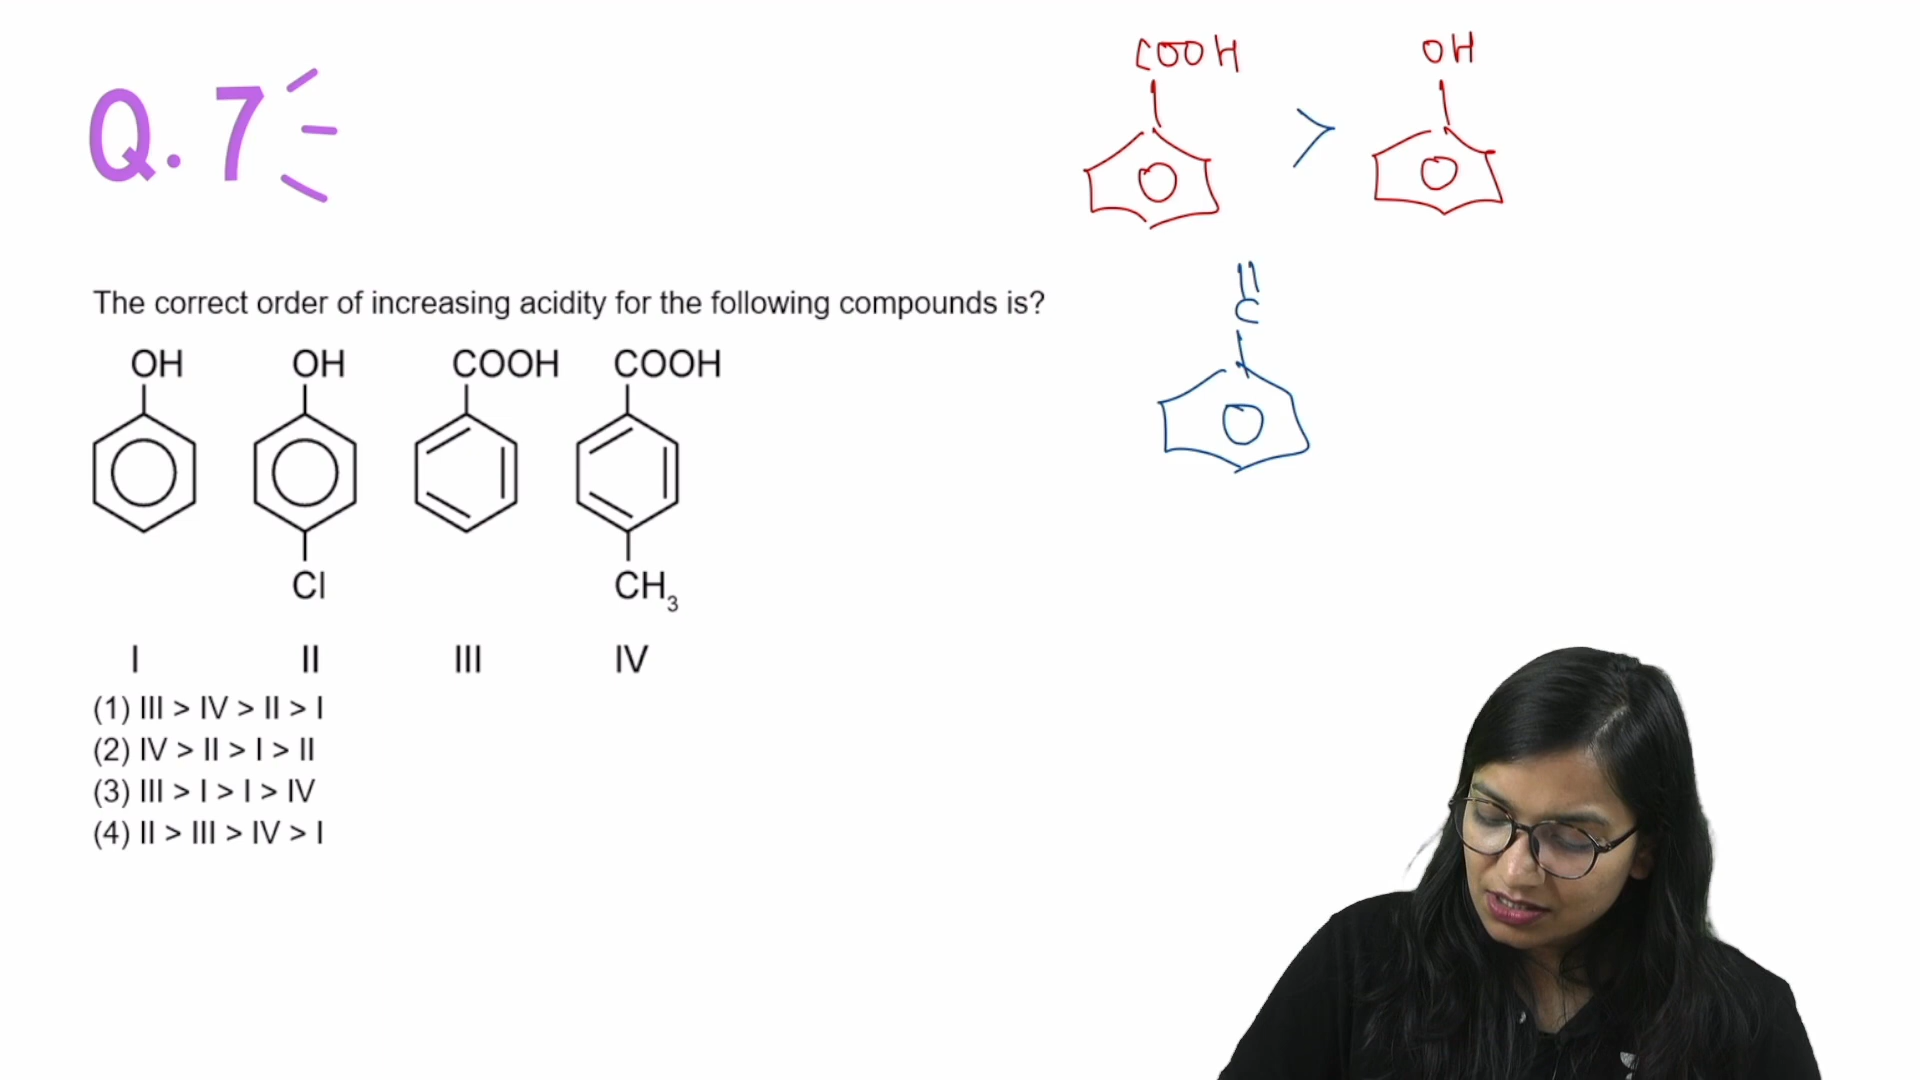 Q.7
COOH
OH
>
C
The correct order of increasing acidity for the following compounds is?
OH OH COOH COOH
Cl CH₃
I II III IV
(1) III > IV > II > I
(2) IV > II > I > II
(3) III > I > I > IV
(4) II > III > IV > I